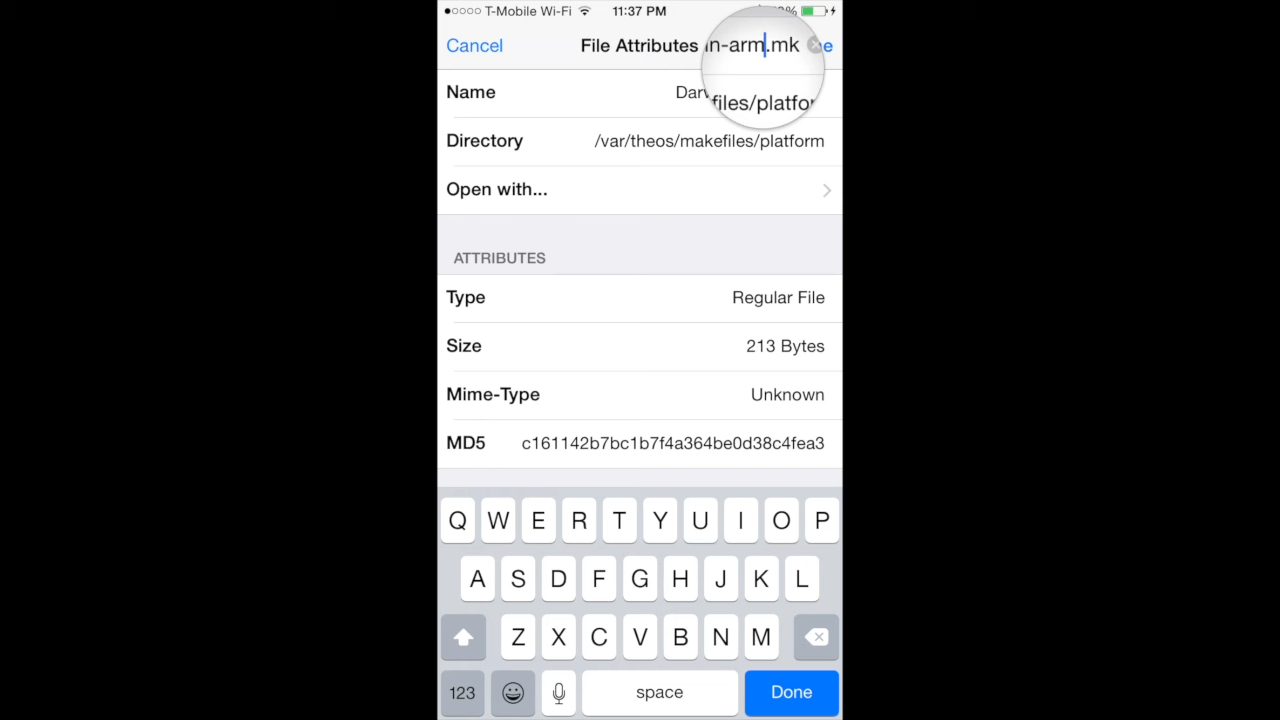 T-Mobile Wi-Fi 11:37 PM
Cancel File Attributes
in-arm.mk
files/platfor
Name
Directory /var/theos/makefiles/platform
Open with...
ATTRIBUTES
Type Regular File
Size 213 Bytes
Mime-Type Unknown
MD5 c161142b7bc1b7f4a364be0d38c4fea3
Q W E R T Y U I O P
A S D F G H J K L
Z X C V B N M
123 space Done